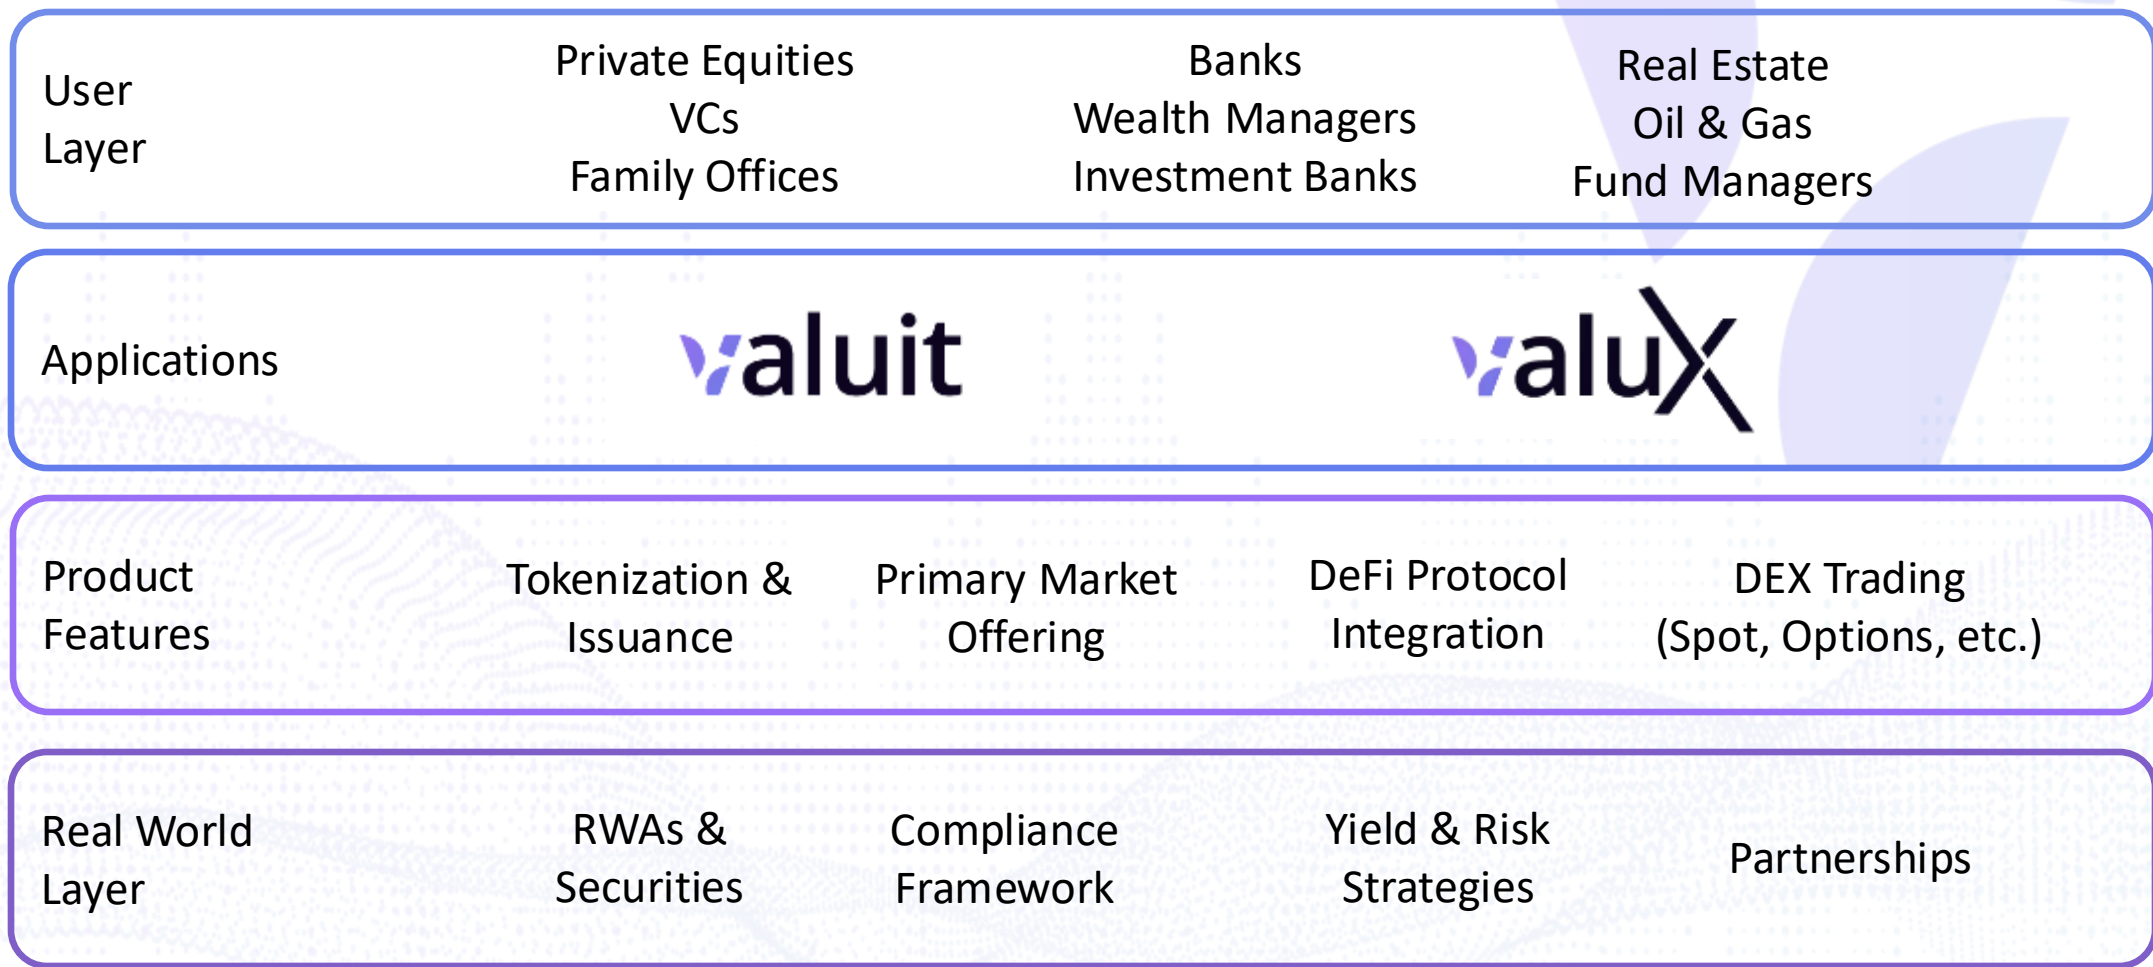 User
Layer
Private Equities
VCs
Family Offices
Banks
Wealth Managers
Investment Banks
Real Estate
Oil & Gas
Fund Managers
Applications
valuit
valuX
Product
Features
Tokenization &
Issuance
Primary Market
Offering
DeFi Protocol
Integration
DEX Trading
(Spot, Options, etc.)
Real World
Layer
RWAs &
Securities
Compliance
Framework
Yield & Risk
Strategies
Partnerships